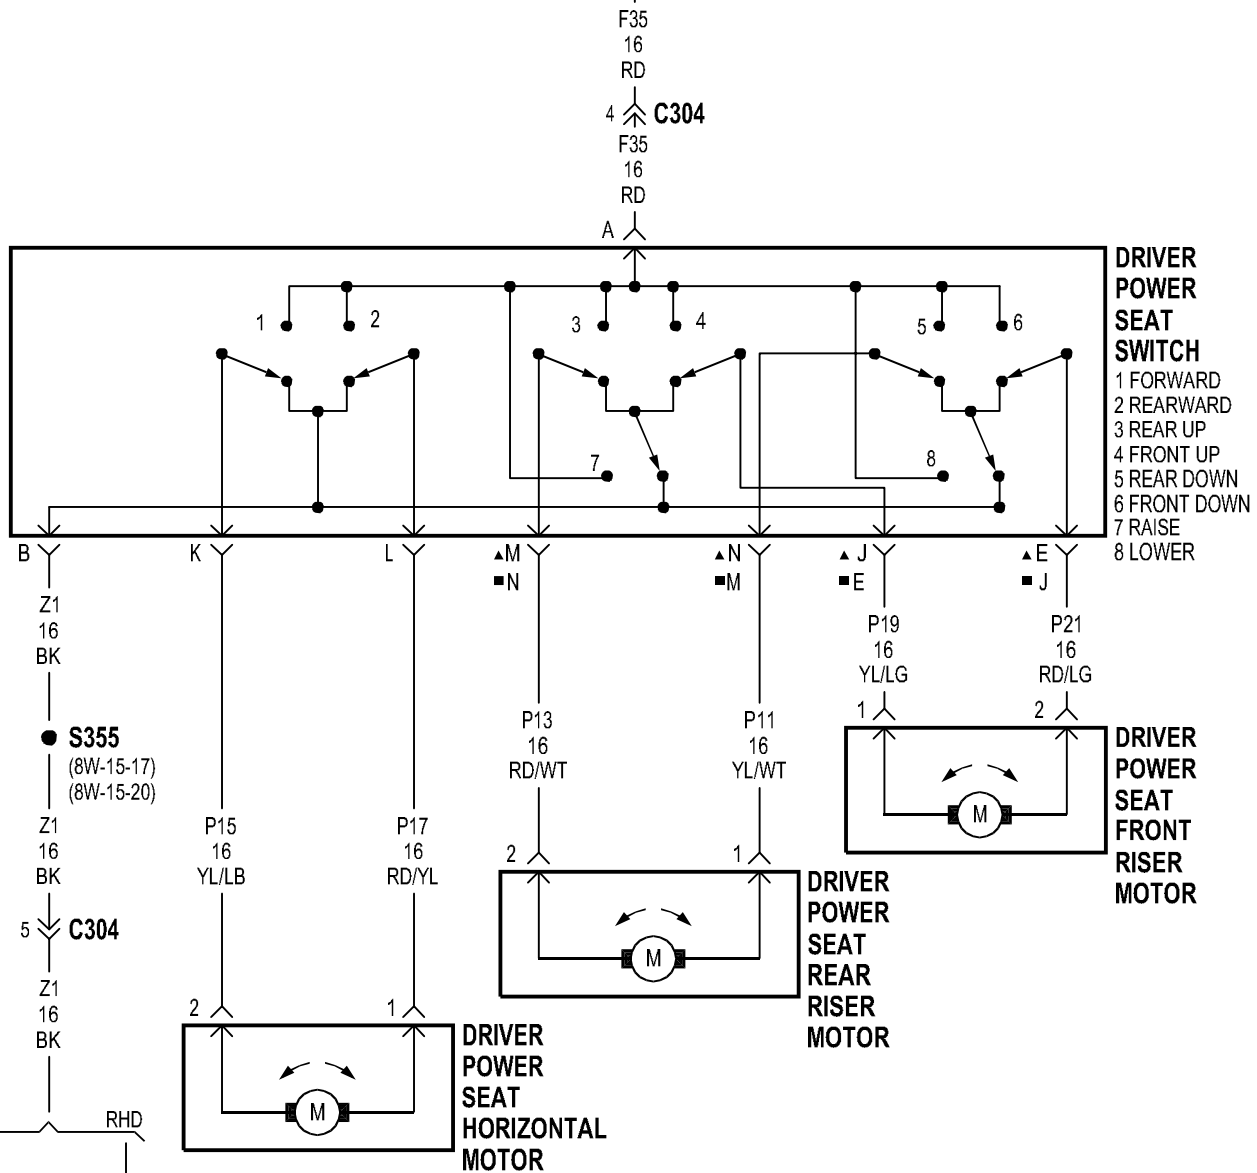 F35
16
RD
4 C304
F35
16
RD
A
DRIVER
POWER
SEAT
SWITCH
1 FORWARD
2 REARWARD
3 REAR UP
4 FRONT UP
5 REAR DOWN
6 FRONT DOWN
7 RAISE
8 LOWER
1 2 3 4 5 6
7 8
B K L ▲M ▲N ▲J ▲E
■N ■M ■E ■J
Z1
16
BK
S355
(8W-15-17)
(8W-15-20)
Z1
16
BK
5 C304
Z1
16
BK
RHD
P15
16
YL/LB
P17
16
RD/YL
2 1
M
DRIVER
POWER
SEAT
HORIZONTAL
MOTOR
P13
16
RD/WT
P11
16
YL/WT
2 1
M
DRIVER
POWER
SEAT
REAR
RISER
MOTOR
P19
16
YL/LG
P21
16
RD/LG
1 2
M
DRIVER
POWER
SEAT
FRONT
RISER
MOTOR